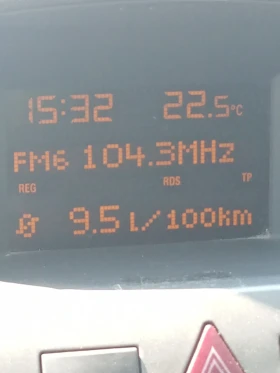 15:32 22.5°C
FM6 104.3MHz
REG RDS TP
9.5 l/100km